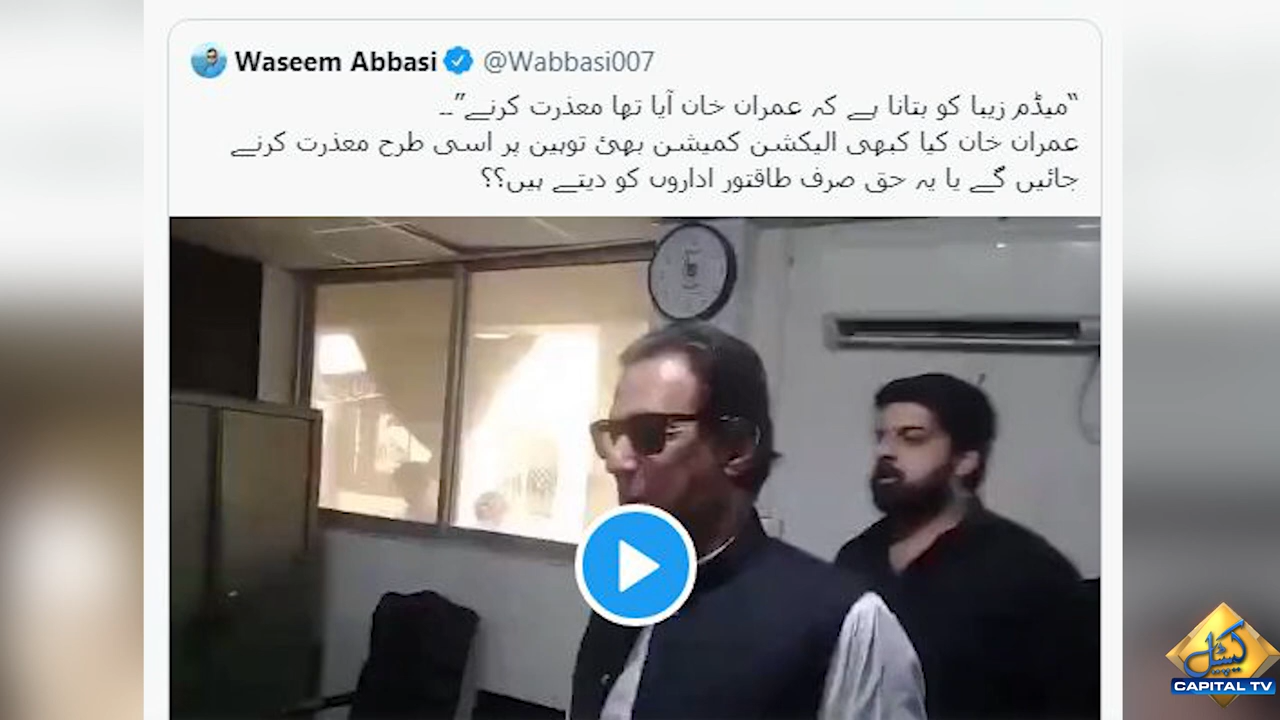 Waseem Abbasi @Wabbasi007
“میڈم زیبا کو بتانا ہے کہ عمران خان آیا تھا معذرت کرنے”۔۔
عمران خان کیا کبھی الیکشن کمیشن بھئ توہین پر اسی طرح معذرت کرنے
جائیں گے یا یہ حق صرف طاقتور اداروں کو دیتے ہیں؟؟
کیپیٹل
CAPITAL TV